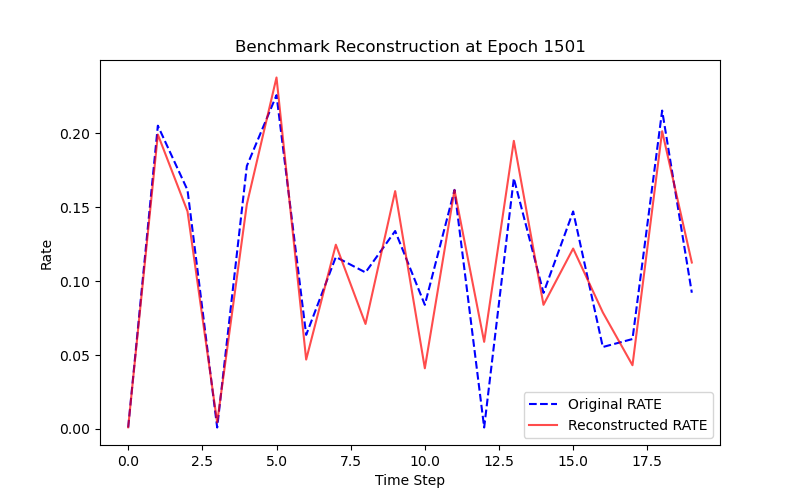 Benchmark Reconstruction at Epoch 1501
Rate
0.20
0.15
0.10
0.05
0.00
Original RATE
Reconstructed RATE
0.0 2.5 5.0 7.5 10.0 12.5 15.0 17.5
Time Step